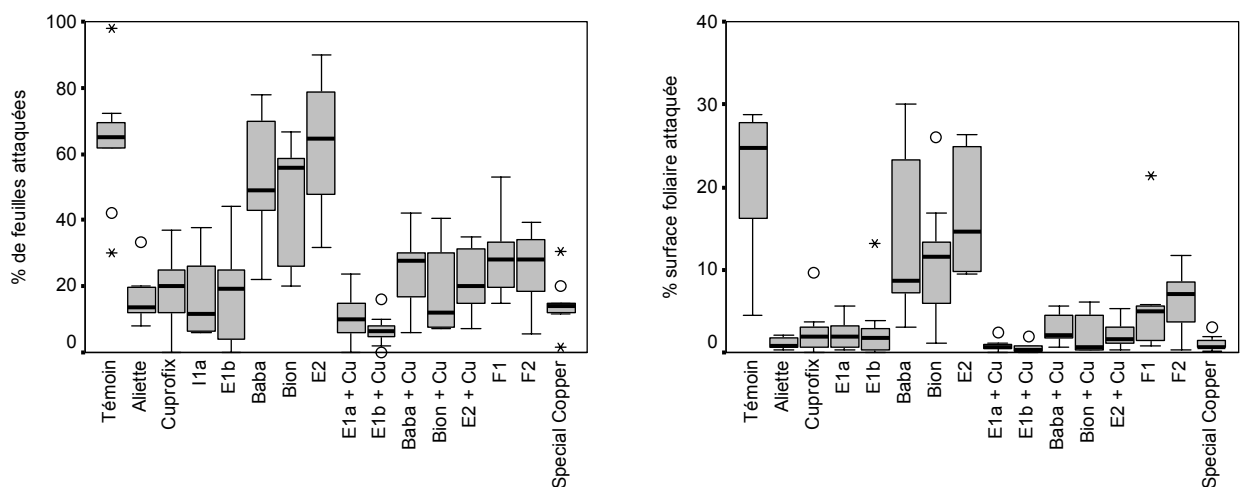 100
80
60
40
20
0
% de feuilles attaquées
Témoin
Aliette
Cuprofix
I1a
E1b
Baba
Bion
E2
E1a + Cu
E1b + Cu
Baba + Cu
Bion + Cu
E2 + Cu
F1
F2
Special Copper
40
30
20
10
0
% surface foliaire attaquée
Témoin
Aliette
Cuprofix
E1a
E1b
Baba
Bion
E2
E1a + Cu
E1b + Cu
Baba + Cu
Bion + Cu
E2 + Cu
F1
F2
Special Copper